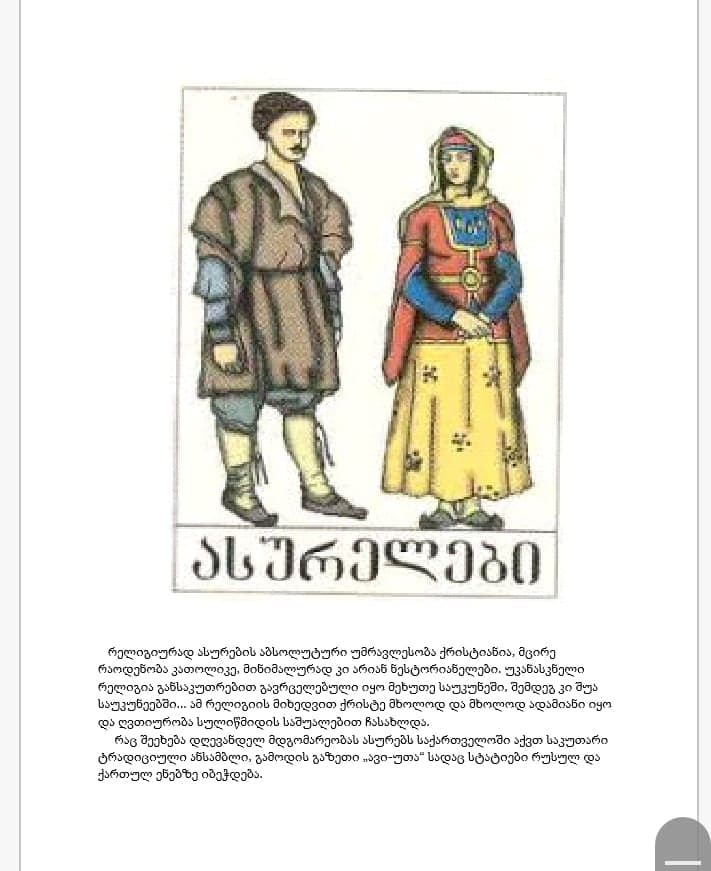 ასურელები
რელიგიურად ასურების აბსოლუტური უმრავლესობა ქრისტიანია, მცირე
რაოდენობა კათოლიკე, მინიმალურად კი არიან ნესტორიანელები. უკანასკნელი
რელიგია განსაკუთრებით გავრცელებული იყო მეხუთე საუკუნეში, შემდეგ კი შუა
საუკუნეებში... ამ რელიგიის მიხედვით ქრისტე მხოლოდ და მხოლოდ ადამიანი იყო
და ღვთიურობა სულიწმიდის საშუალებით ჩასახლდა.
რაც შეეხება დღევანდელ მდგომარეობას ასურებს საქართველოში აქვთ საკუთარი
ტრადიციული ანსამბლი, გამოდის გაზეთი „ავი-უთა“ სადაც სტატიები რუსულ და
ქართულ ენებზე იბეჭდება.